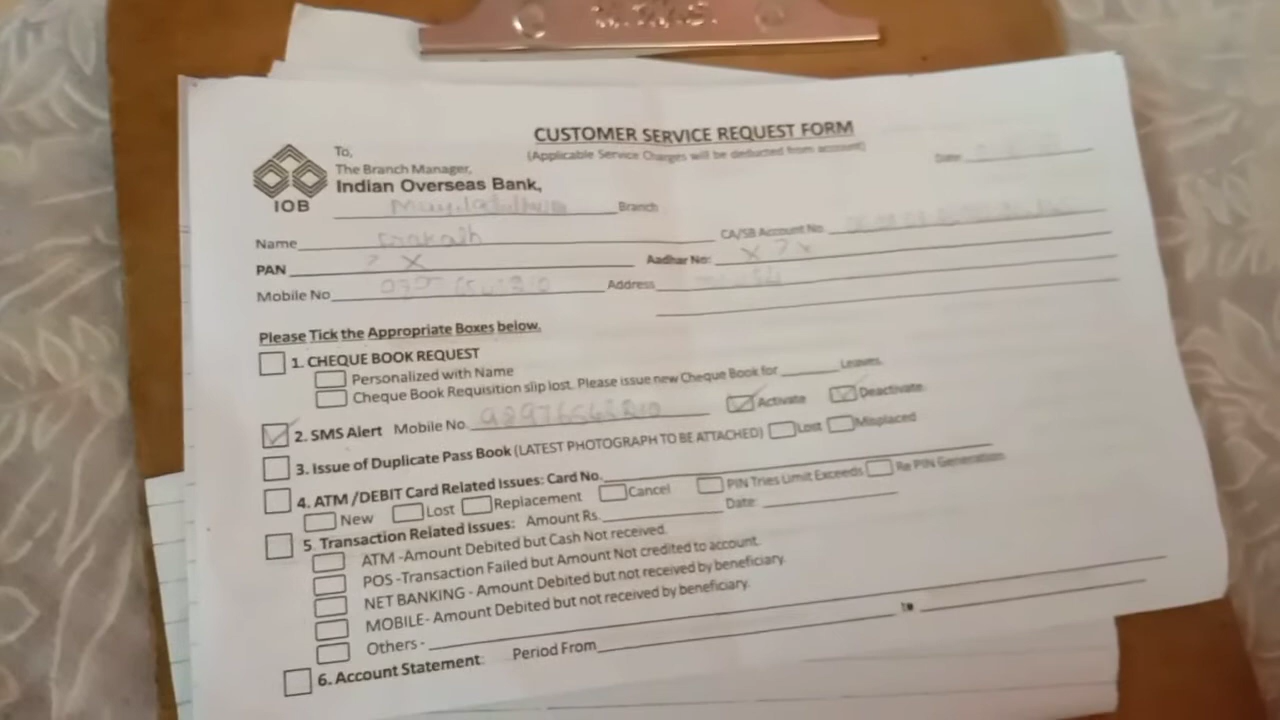 CUSTOMER SERVICE REQUEST FORM
(Applicable Service Charges will be deducted from account)
To,
The Branch Manager,
Indian Overseas Bank,
IOB
Date:
Branch
Name CA/SB Account No.
PAN ? X Aadhar No: X ? X
Mobile No Address
Please Tick the Appropriate Boxes below.
1. CHEQUE BOOK REQUEST
Personalized with Name
Cheque Book Requisition slip lost. Please issue new Cheque Book for Leaves.
2. SMS Alert Mobile No. Activate Deactivate
3. Issue of Duplicate Pass Book (LATEST PHOTOGRAPH TO BE ATTACHED) Lost Misplaced
4. ATM /DEBIT Card Related Issues: Card No.
New Lost Replacement Cancel PIN Tries Limit Exceeds Re PIN Generation
5. Transaction Related Issues: Amount Rs. Date:
ATM -Amount Debited but Cash Not received.
POS -Transaction Failed but Amount Not credited to account.
NET BANKING - Amount Debited but not received by beneficiary.
MOBILE- Amount Debited but not received by beneficiary.
Others -
6. Account Statement: Period From to